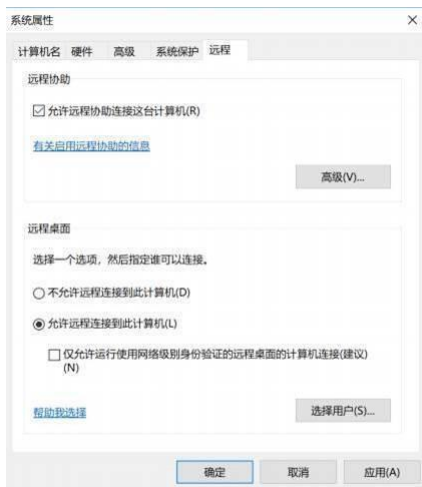 系统属性
计算机名 硬件 高级 系统保护 远程
远程协助
允许远程协助连接这台计算机(R)
有关启用远程协助的信息
高级(V)...
远程桌面
选择一个选项，然后指定谁可以连接。
不允许远程连接到此计算机(D)
允许远程连接到此计算机(L)
仅允许运行使用网络级别身份验证的远程桌面的计算机连接(建议)
(N)
帮助我选择
选择用户(S)...
确定 取消 应用(A)